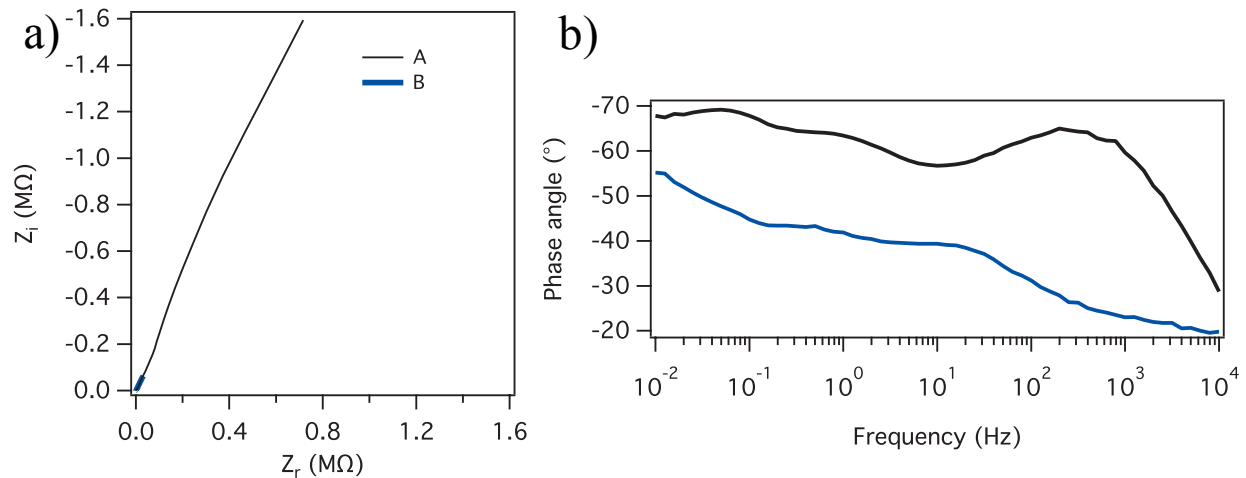 a)
-1.6
-1.4
-1.2
-1.0
-0.8
-0.6
-0.4
-0.2
0.0
Zᵢ (MΩ)
A
B
0.0 0.4 0.8 1.2 1.6
Zᵣ (MΩ)
b)
-70
-60
-50
-40
-30
-20
Phase angle (°)
10⁻² 10⁻¹ 10⁰ 10¹ 10² 10³ 10⁴
Frequency (Hz)